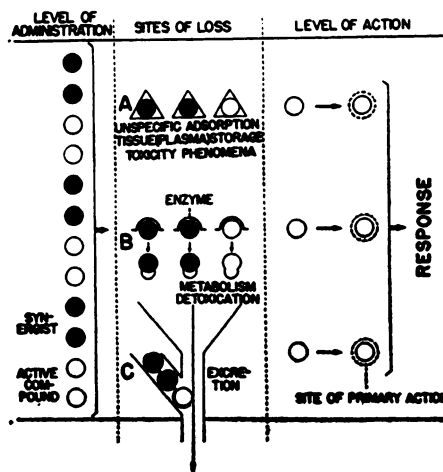 LEVEL OF
ADMINISTRATION
SITES OF LOSS
LEVEL OF ACTION
A
UNSPECIFIC ADSORPTION
TISSUE(PLASMA)STORAGE
TOXICITY PHENOMENA
ENZYME
B
METABOLISM
DETOXICATION
RESPONSE
SYN-
ERGIST
ACTIVE
COM-
POUND
C
EXCRE-
TION
SITE OF PRIMARY ACTION